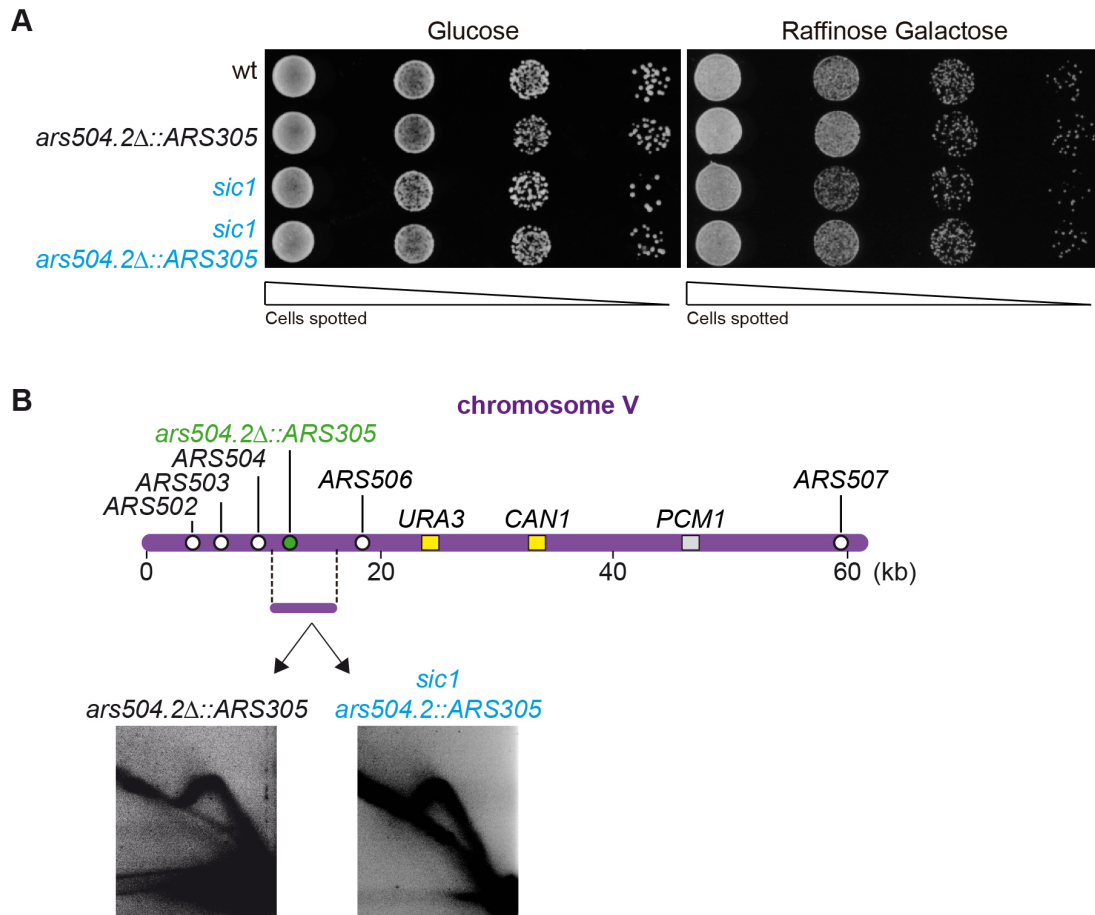 A
Glucose
Raffinose Galactose
wt
ars504.2Δ::ARS305
sic1
sic1
ars504.2Δ::ARS305
Cells spotted
Cells spotted
B
chromosome V
ars504.2Δ::ARS305
ARS504
ARS503
ARS502
ARS506
ARS507
URA3
CAN1
PCM1
0
20
40
60
(kb)
ars504.2Δ::ARS305
sic1
ars504.2::ARS305